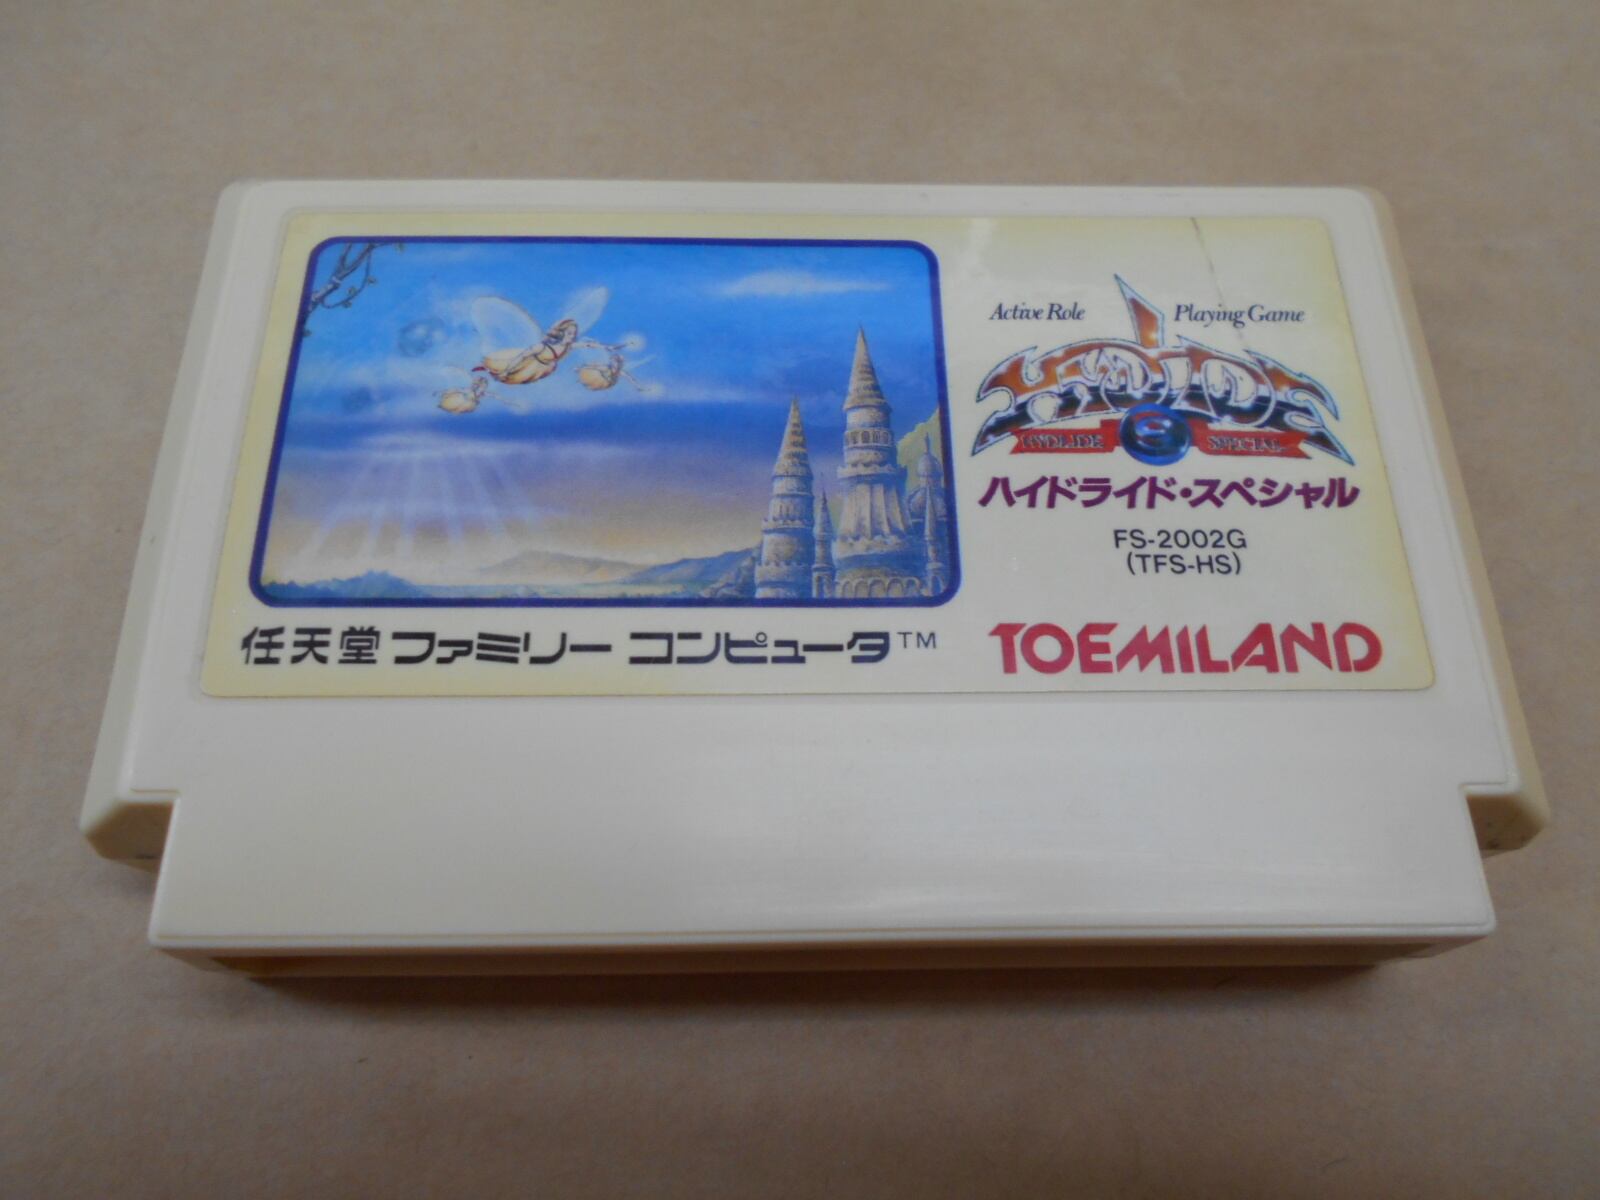 Active Role Playing Game
HYDLIDE
HYDLIDE SPECIAL
ハイドライド・スペシャル
FS-2002G
(TFS-HS)
任天堂 ファミリー コンピュータ™
TOEMILAND